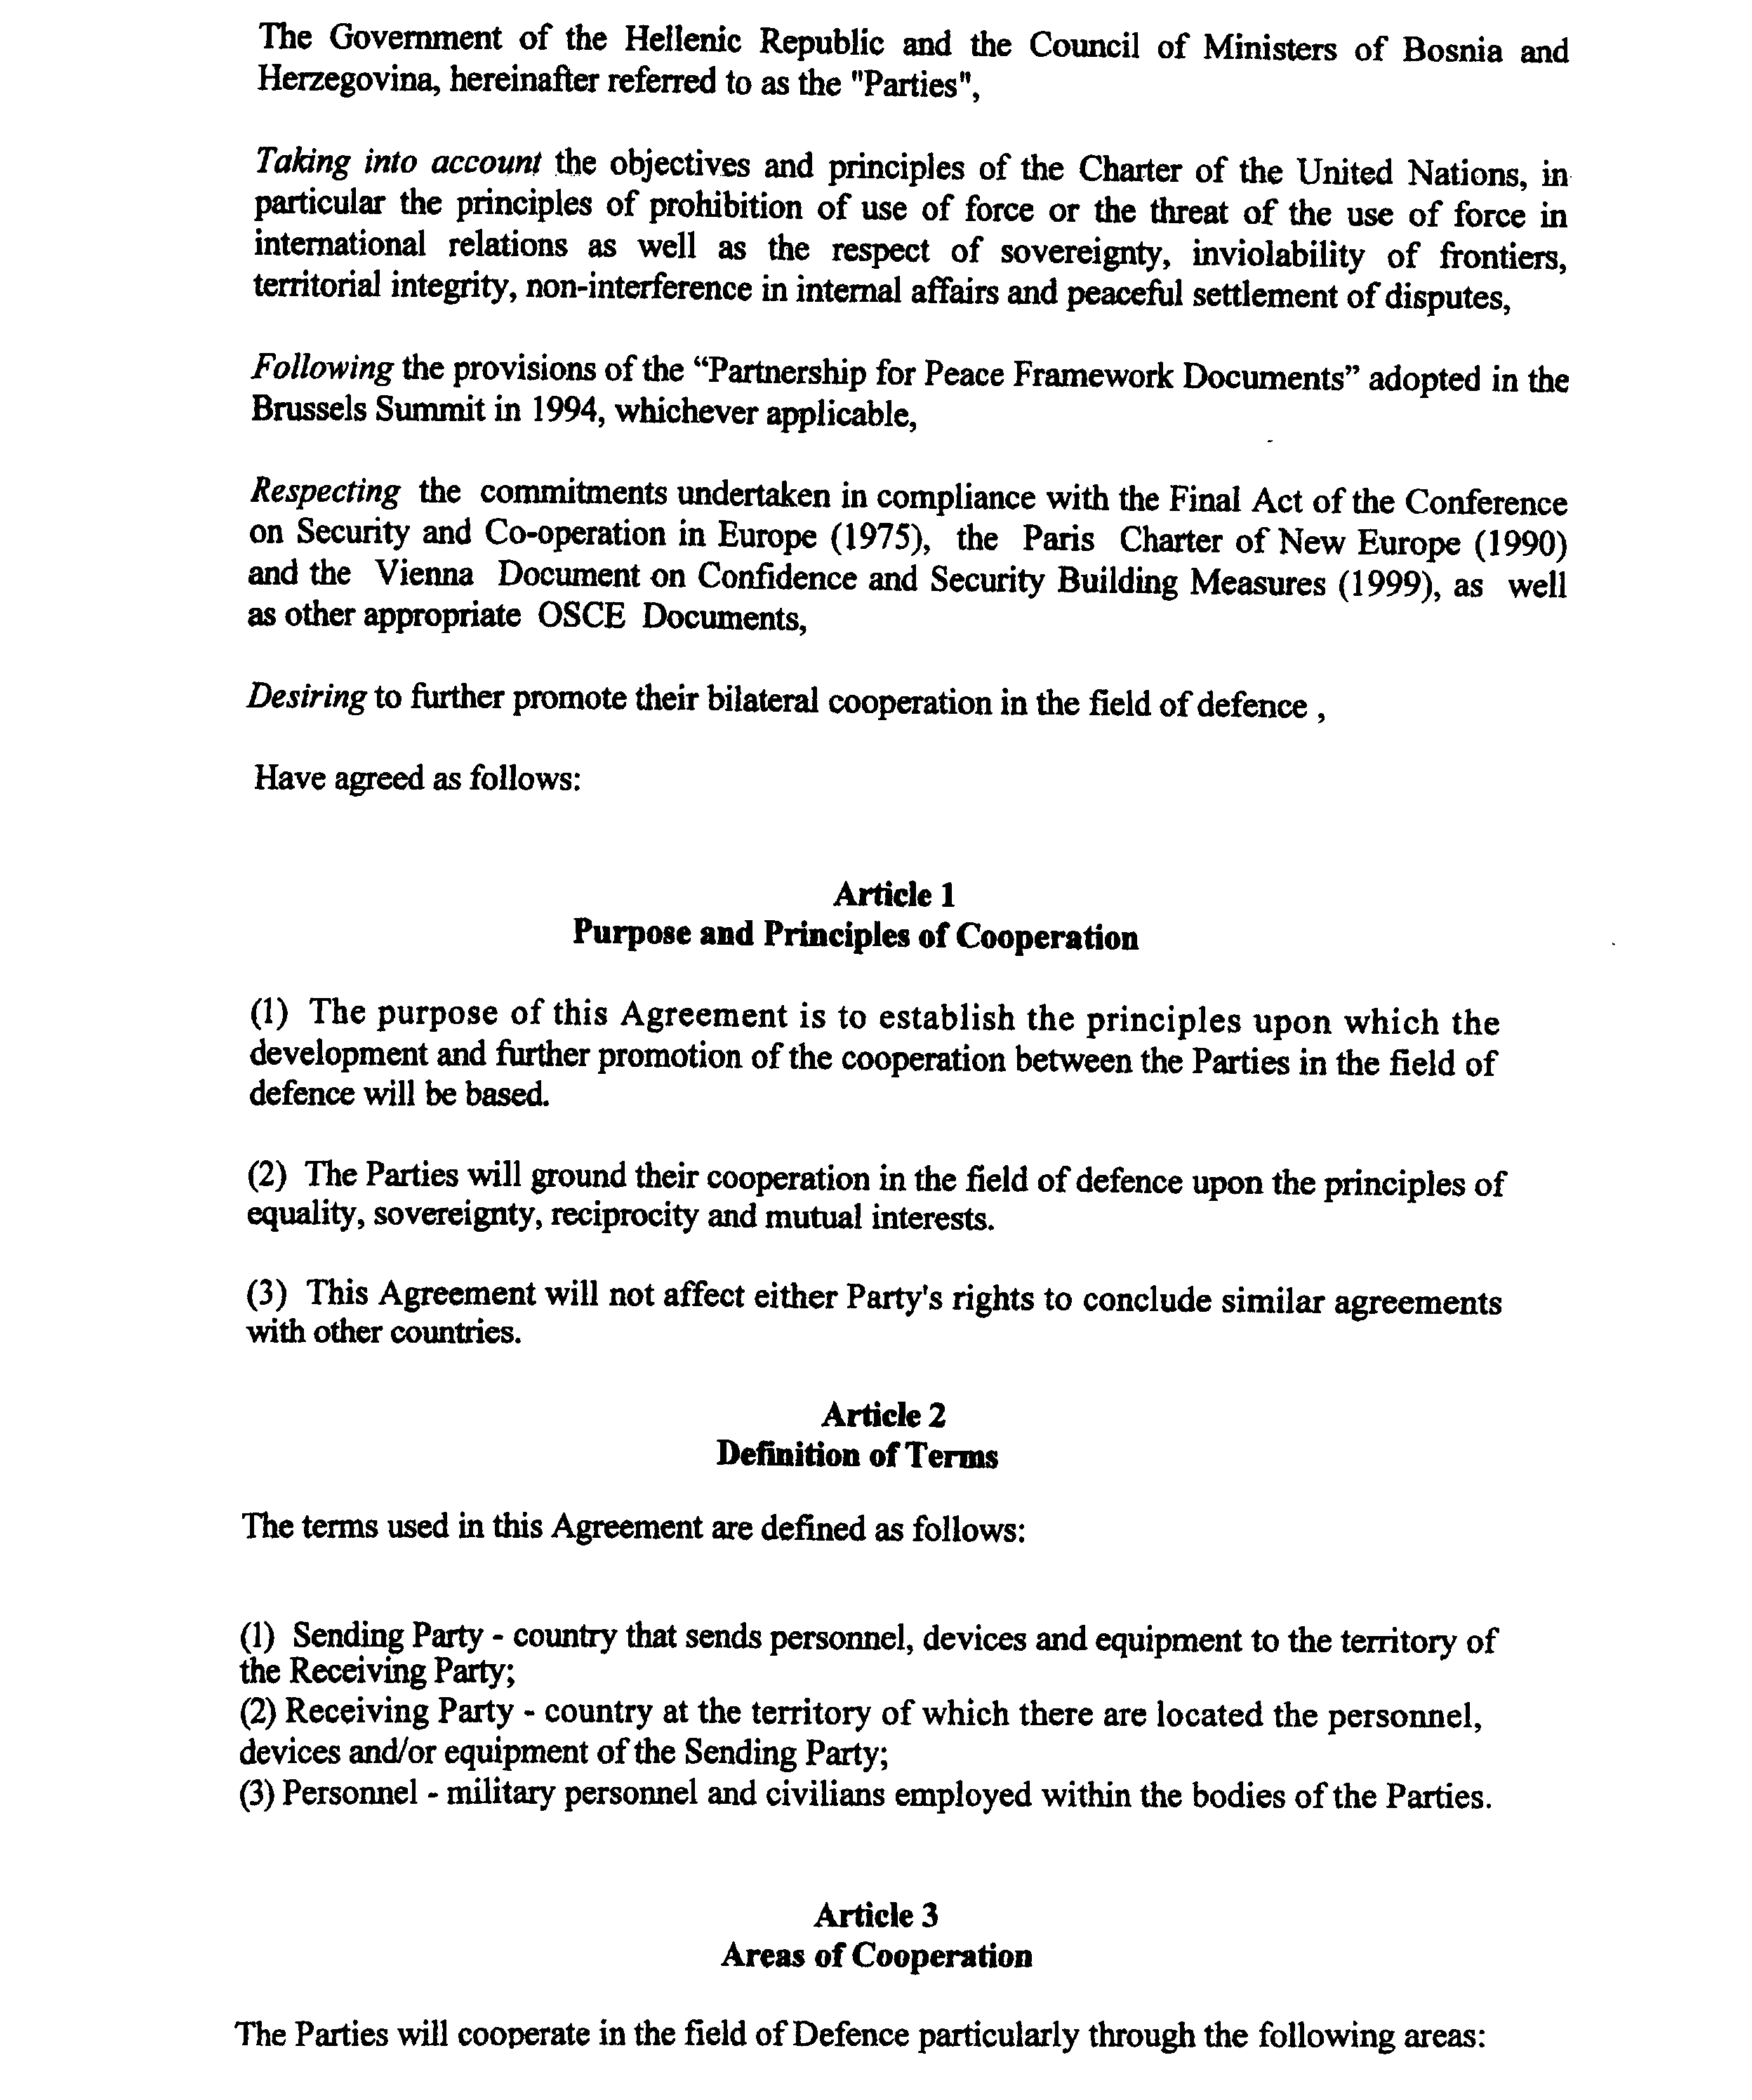 The Government of the Hellenic Republic and the Council of Ministers of Bosnia and
Herzegovina, hereinafter referred to as the "Parties",
Taking into account the objectives and principles of the Charter of the United Nations, in
particular the principles of prohibition of use of force or the threat of the use of force in
international relations as well as the respect of sovereignty, inviolability of frontiers,
territorial integrity, non-interference in internal affairs and peaceful settlement of disputes,
Following the provisions of the “Partnership for Peace Framework Documents” adopted in the
Brussels Summit in 1994, whichever applicable,
Respecting the commitments undertaken in compliance with the Final Act of the Conference
on Security and Co-operation in Europe (1975), the Paris Charter of New Europe (1990)
and the Vienna Document on Confidence and Security Building Measures (1999), as well
as other appropriate OSCE Documents,
Desiring to further promote their bilateral cooperation in the field of defence ,
Have agreed as follows:
Article 1
Purpose and Principles of Cooperation
(1) The purpose of this Agreement is to establish the principles upon which the
development and further promotion of the cooperation between the Parties in the field of
defence will be based.
(2) The Parties will ground their cooperation in the field of defence upon the principles of
equality, sovereignty, reciprocity and mutual interests.
(3) This Agreement will not affect either Party's rights to conclude similar agreements
with other countries.
Article 2
Definition of Terms
The terms used in this Agreement are defined as follows:
(1) Sending Party - country that sends personnel, devices and equipment to the territory of
the Receiving Party;
(2) Receiving Party - country at the territory of which there are located the personnel,
devices and/or equipment of the Sending Party;
(3) Personnel - military personnel and civilians employed within the bodies of the Parties.
Article 3
Areas of Cooperation
The Parties will cooperate in the field of Defence particularly through the following areas: